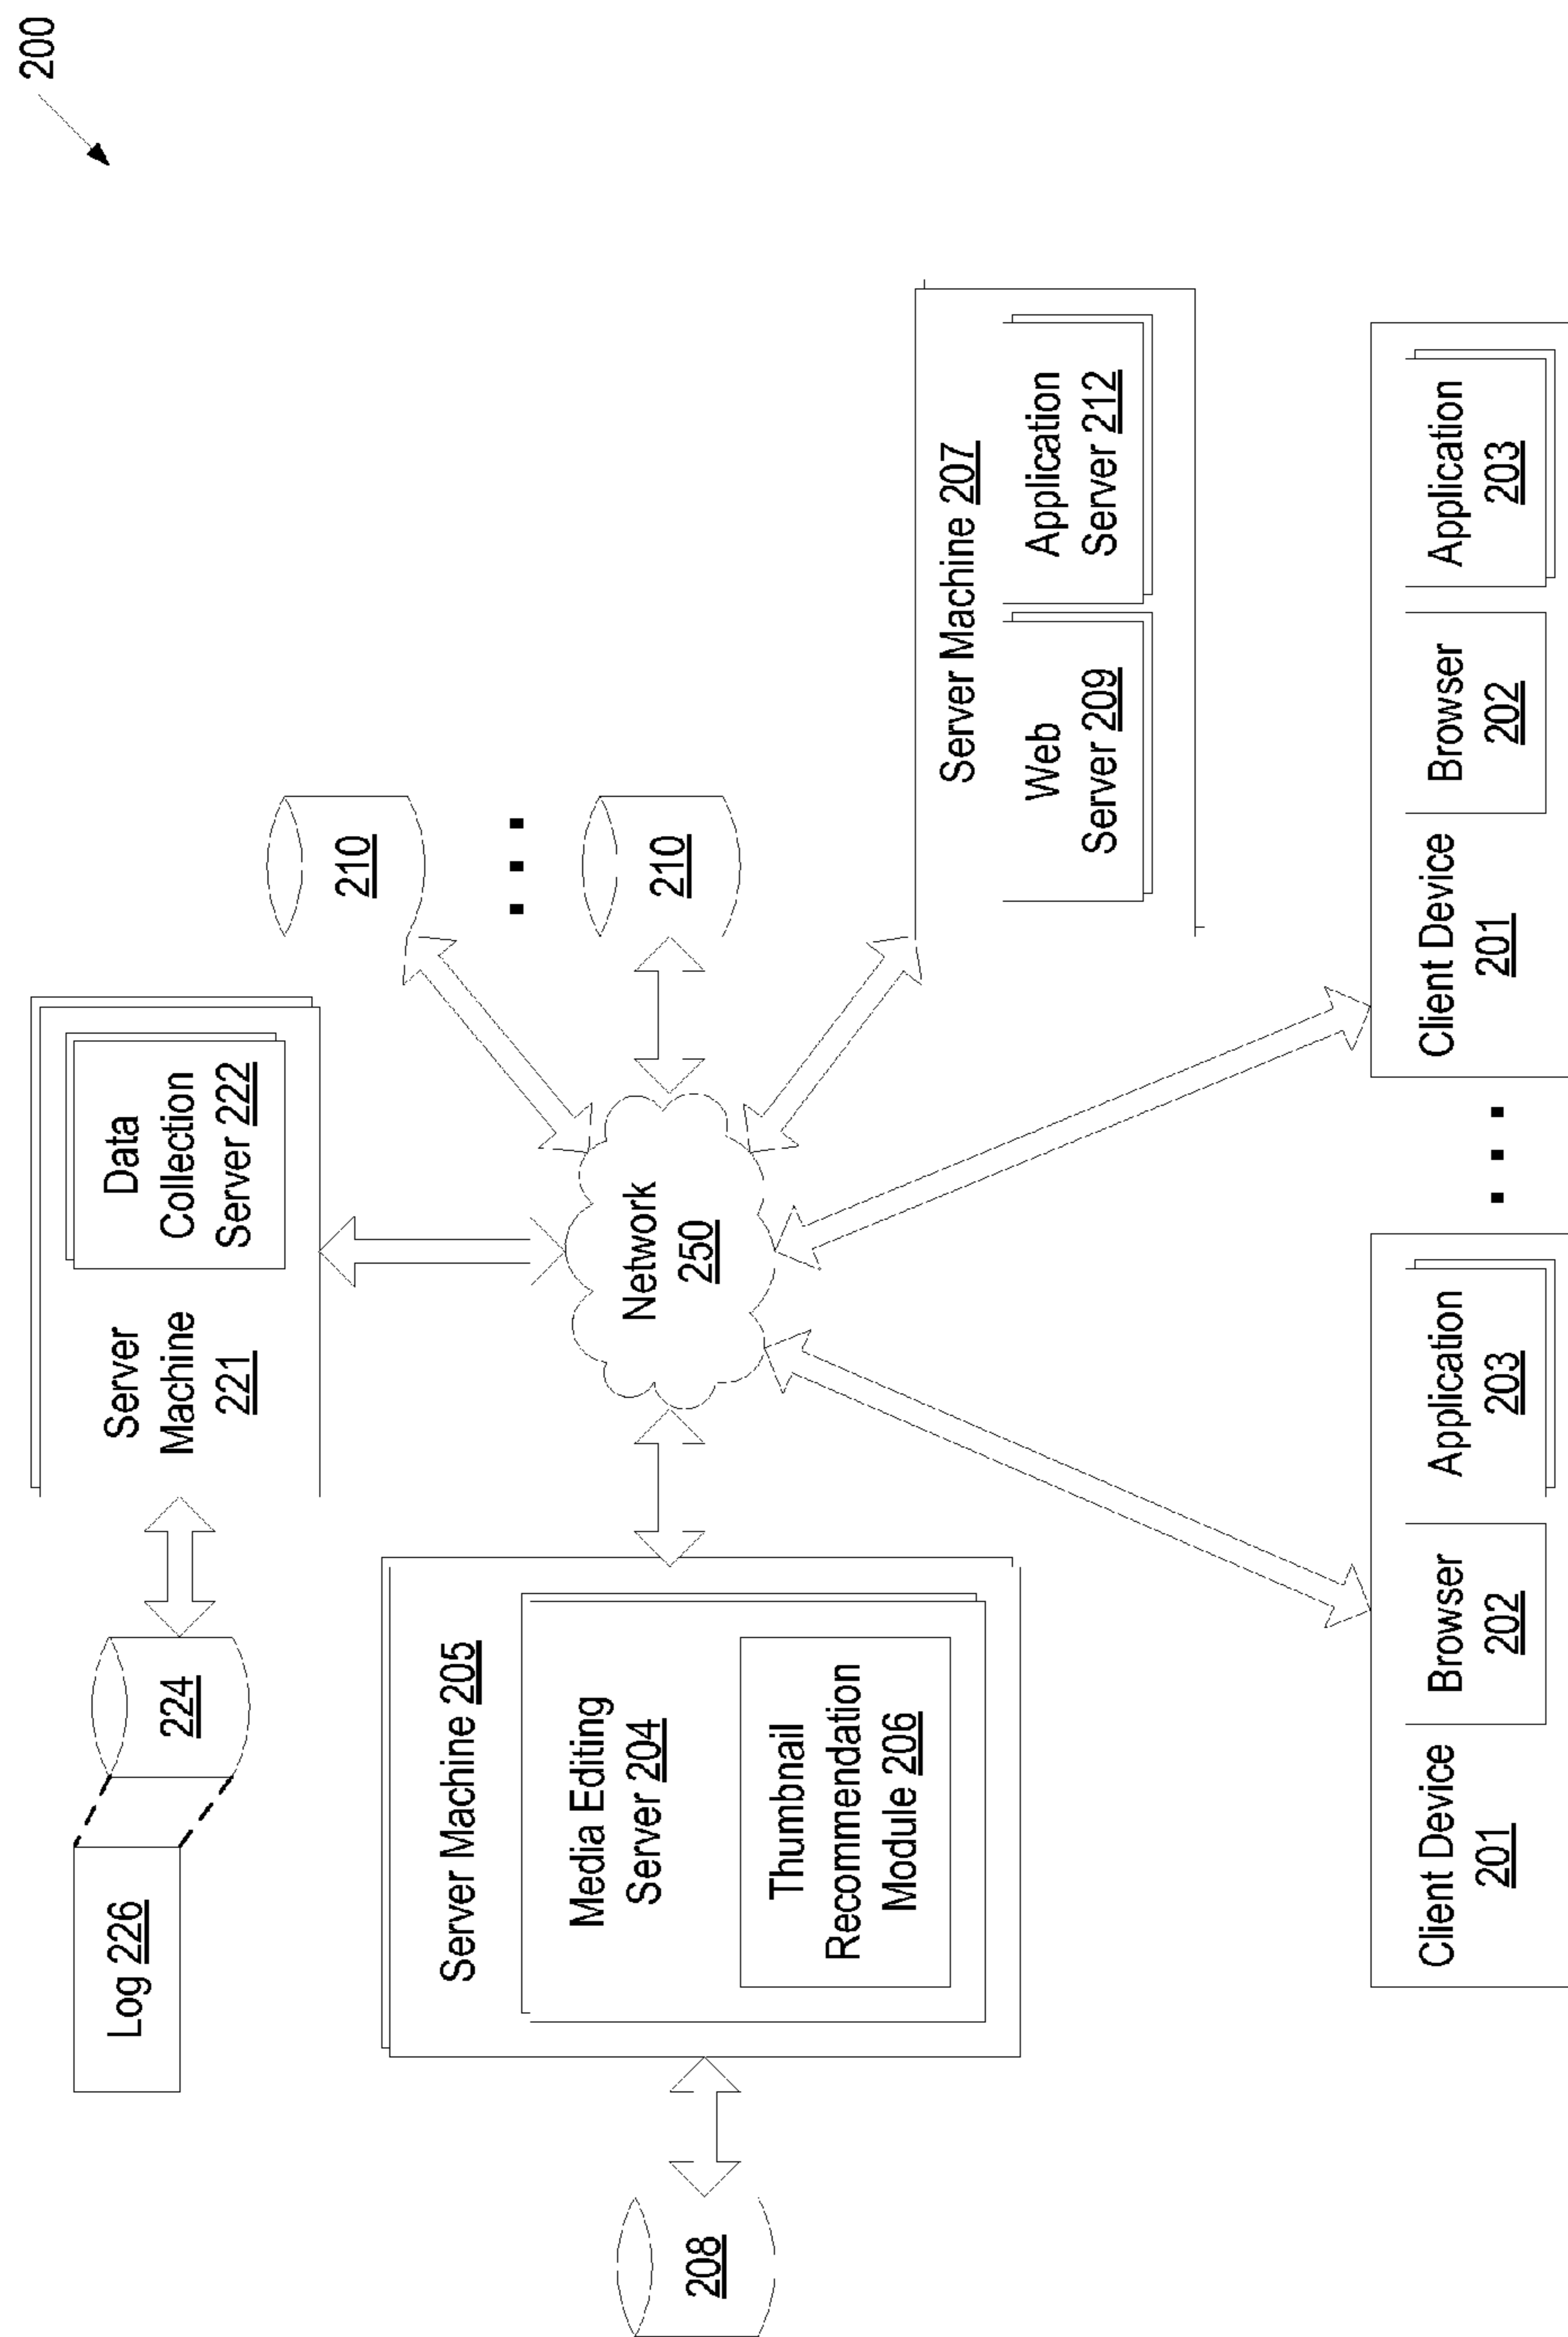 200
Log 226
224
Server
Machine
221
Data
Collection
Server 222
210
210
208
Server Machine 205
Media Editing
Server 204
Thumbnail
Recommendation
Module 206
Network
250
Server Machine 207
Web
Server 209
Application
Server 212
Client Device
201
Browser
202
Application
203
Client Device
201
Browser
202
Application
203